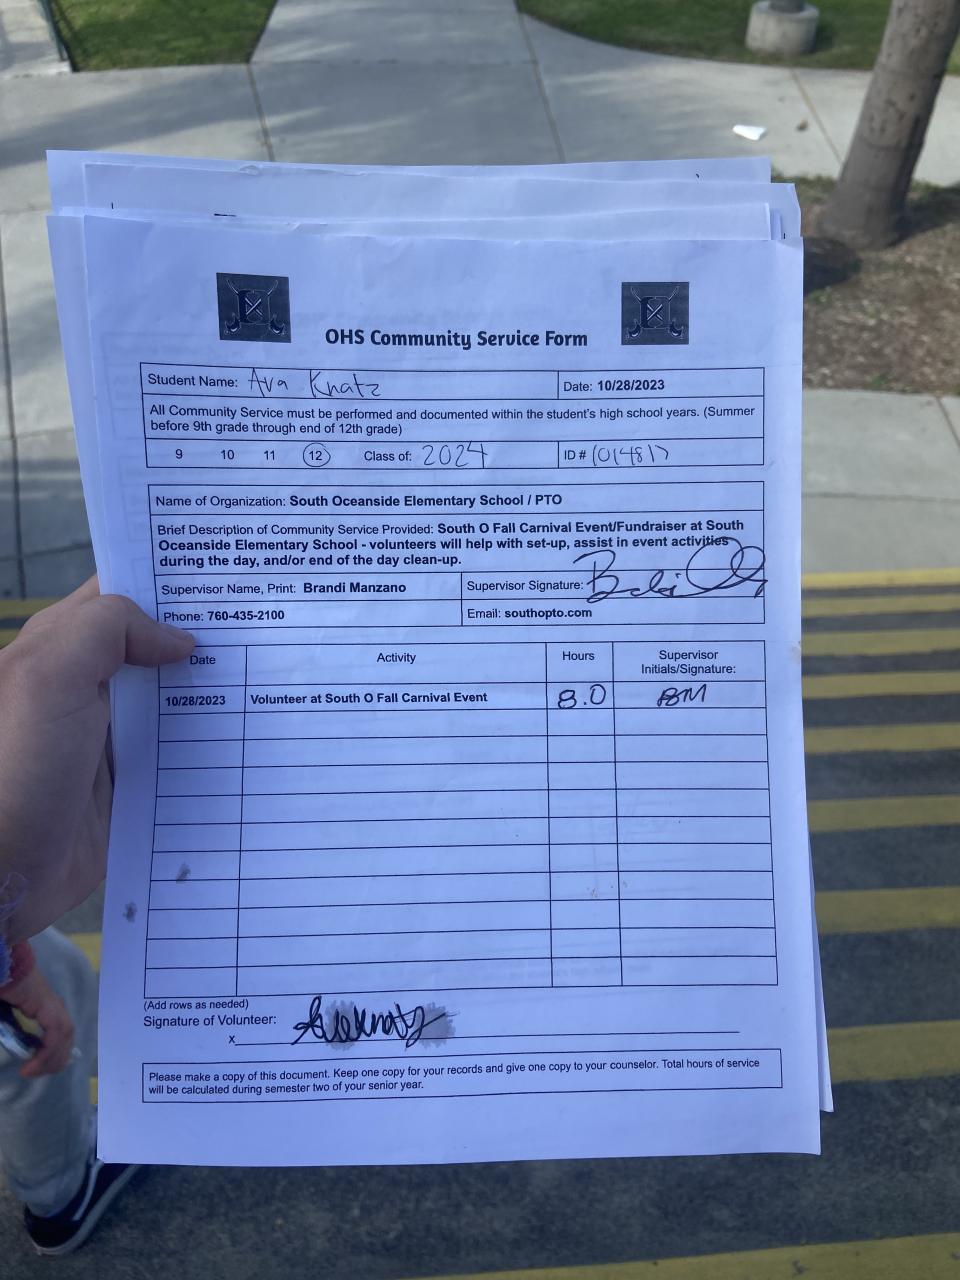 OHS Community Service Form
Student Name: Ava Knatz Date: 10/28/2023
All Community Service must be performed and documented within the student's high school years. (Summer
before 9th grade through end of 12th grade)
9 10 11 12 Class of: 2024 ID # 1014817
Name of Organization: South Oceanside Elementary School / PTO
Brief Description of Community Service Provided: South O Fall Carnival Event/Fundraiser at South
Oceanside Elementary School - volunteers will help with set-up, assist in event activities
during the day, and/or end of the day clean-up.
Supervisor Name, Print: Brandi Manzano Supervisor Signature:
Phone: 760-435-2100 Email: southopto.com
Date Activity Hours Supervisor
Initials/Signature:
10/28/2023 Volunteer at South O Fall Carnival Event 8.0 BM
(Add rows as needed)
Signature of Volunteer: Ava Knatz
x
Please make a copy of this document. Keep one copy for your records and give one copy to your counselor. Total hours of service
will be calculated during semester two of your senior year.